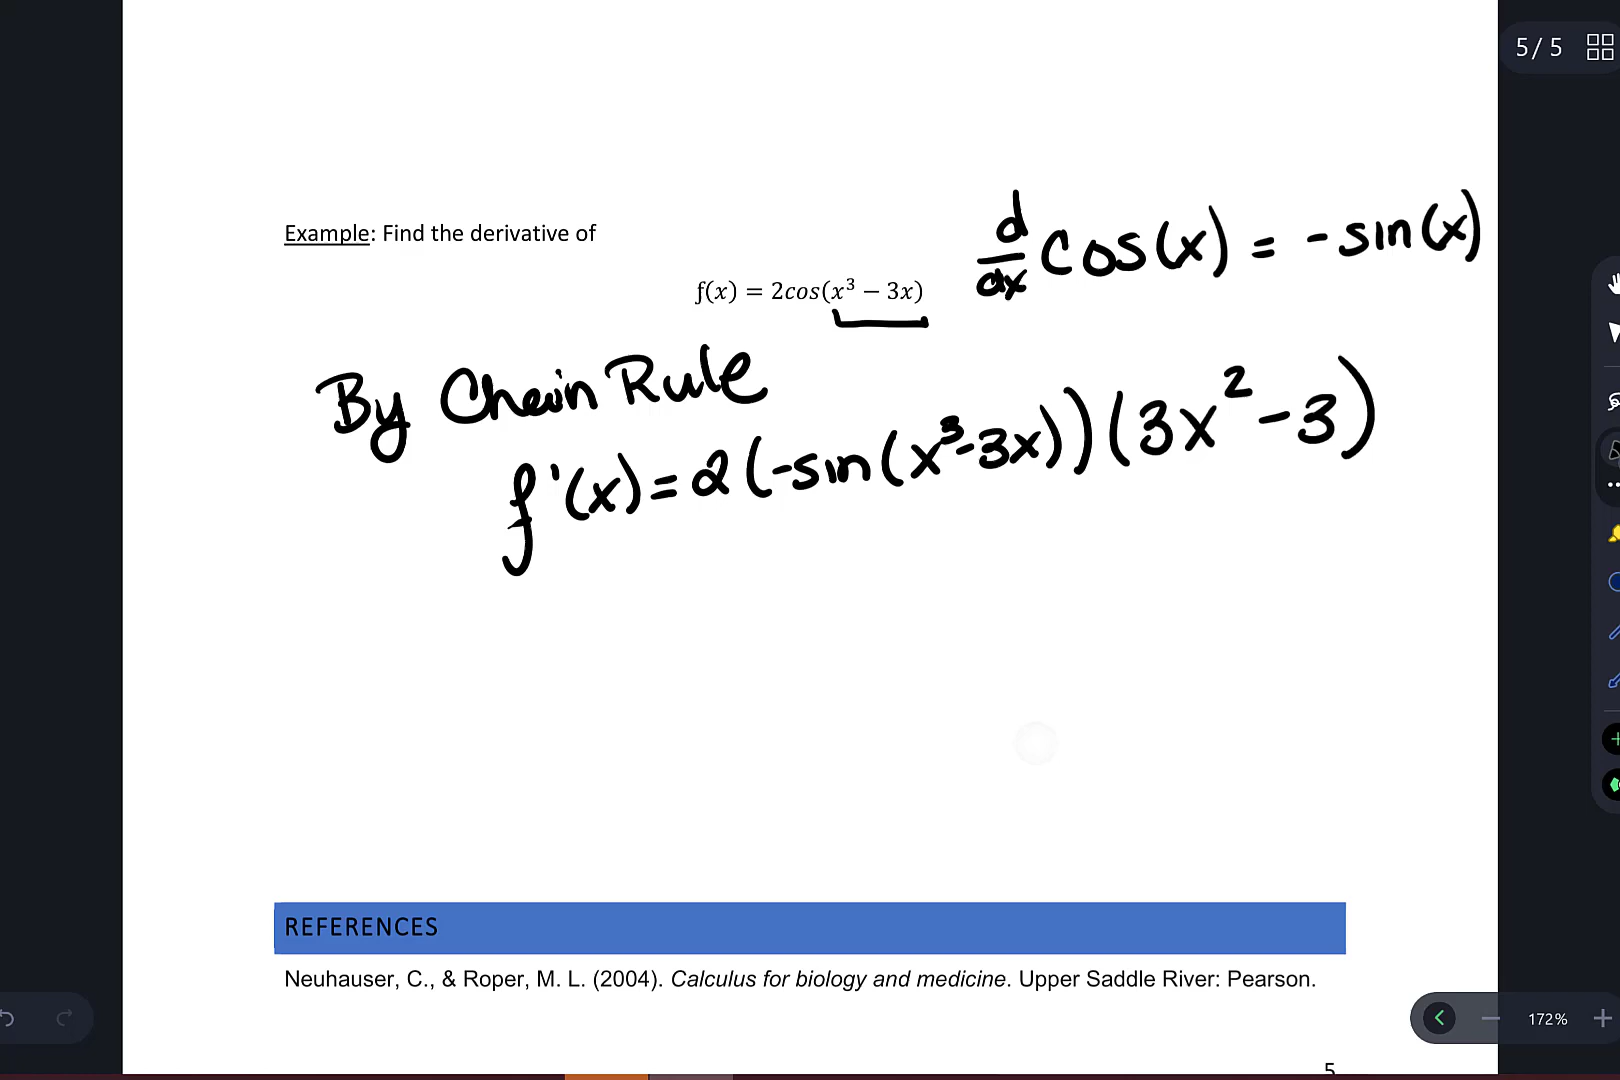 5 / 5
Example: Find the derivative of
f(x) = 2cos(x³ − 3x)
d/dx cos(x) = -sin(x)
By Chain Rule
f'(x) = 2(-sin(x³-3x))(3x²-3)
REFERENCES
Neuhauser, C., & Roper, M. L. (2004). Calculus for biology and medicine. Upper Saddle River: Pearson.
172%
5